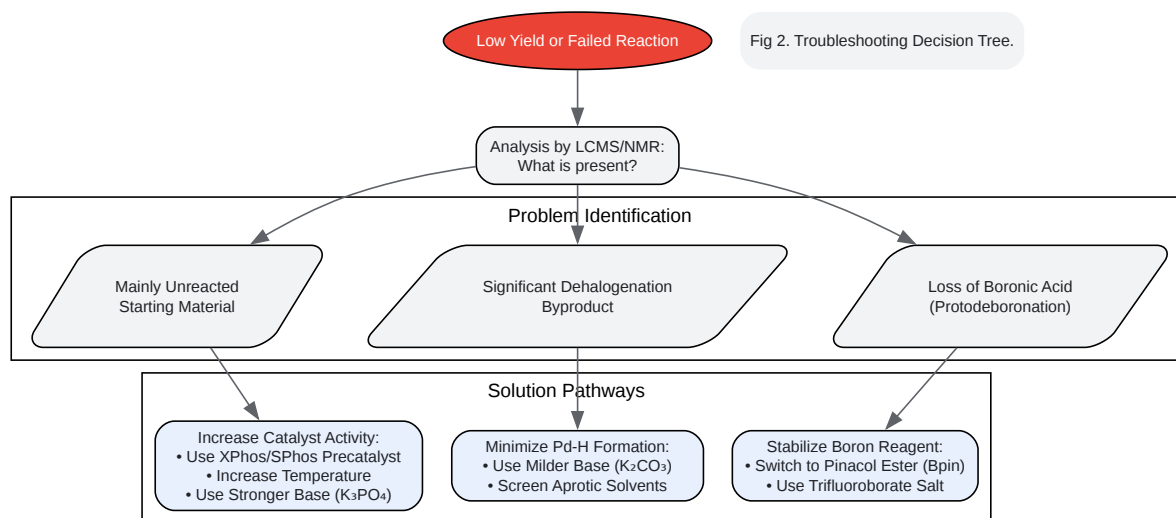 Low Yield or Failed Reaction
Fig 2. Troubleshooting Decision Tree.
Analysis by LCMS/NMR:
What is present?
Problem Identification
Mainly Unreacted
Starting Material
Significant Dehalogenation
Byproduct
Loss of Boronic Acid
(Protodeboronation)
Solution Pathways
Increase Catalyst Activity:
• Use XPhos/SPhos Precatalyst
• Increase Temperature
• Use Stronger Base (K₃PO₄)
Minimize Pd-H Formation:
• Use Milder Base (K₂CO₃)
• Screen Aprotic Solvents
Stabilize Boron Reagent:
• Switch to Pinacol Ester (Bpin)
• Use Trifluoroborate Salt